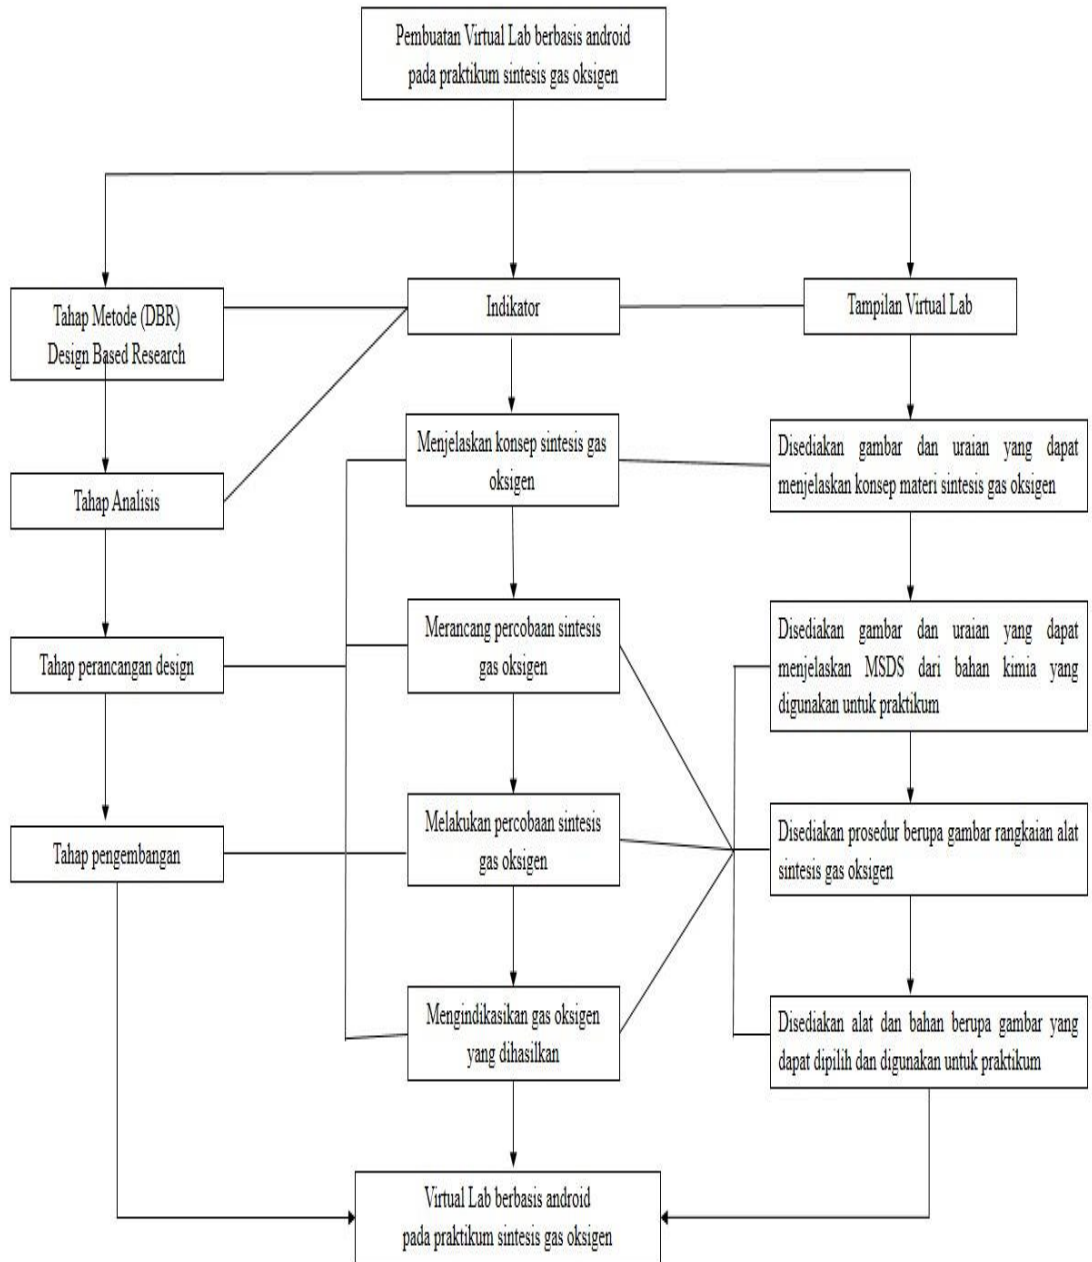 Pembuatan Virtual Lab berbasis android
pada praktikum sintesis gas oksigen
Tahap Metode (DBR)
Design Based Research
Tahap Analisis
Tahap perancangan design
Tahap pengembangan
Indikator
Menjelaskan konsep sintesis gas
oksigen
Merancang percobaan sintesis
gas oksigen
Melakukan percobaan sintesis
gas oksigen
Mengindikasikan gas oksigen
yang dihasilkan
Tampilan Virtual Lab
Disediakan gambar dan uraian yang dapat
menjelaskan konsep materi sintesis gas oksigen
Disediakan gambar dan uraian yang dapat
menjelaskan MSDS dari bahan kimia yang
digunakan untuk praktikum
Disediakan prosedur berupa gambar rangkaian alat
sintesis gas oksigen
Disediakan alat dan bahan berupa gambar yang
dapat dipilih dan digunakan untuk praktikum
Virtual Lab berbasis android
pada praktikum sintesis gas oksigen